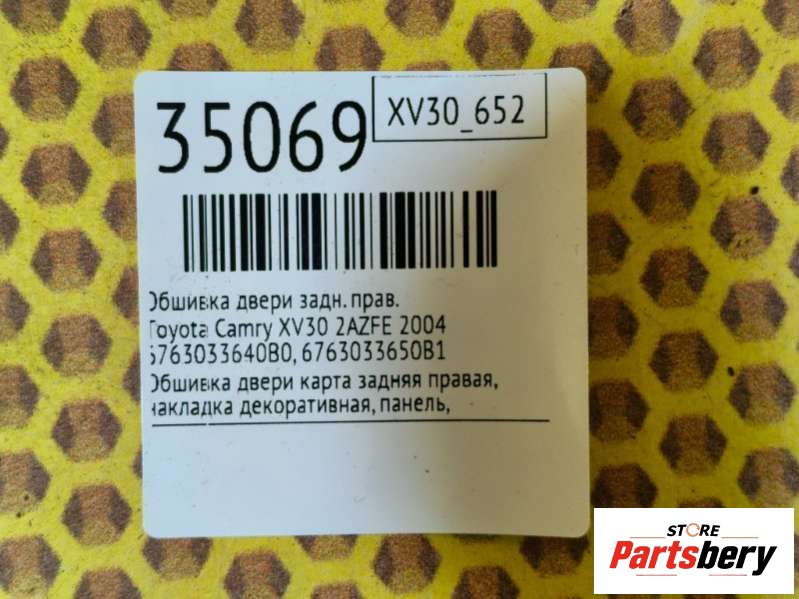 35069
XV30_652
Обшивка двери задн. прав.
Toyota Camry XV30 2AZFE 2004
6763033640B0, 6763033650B1
Обшивка двери карта задняя правая,
накладка декоративная, панель,
STORE
Partsbery